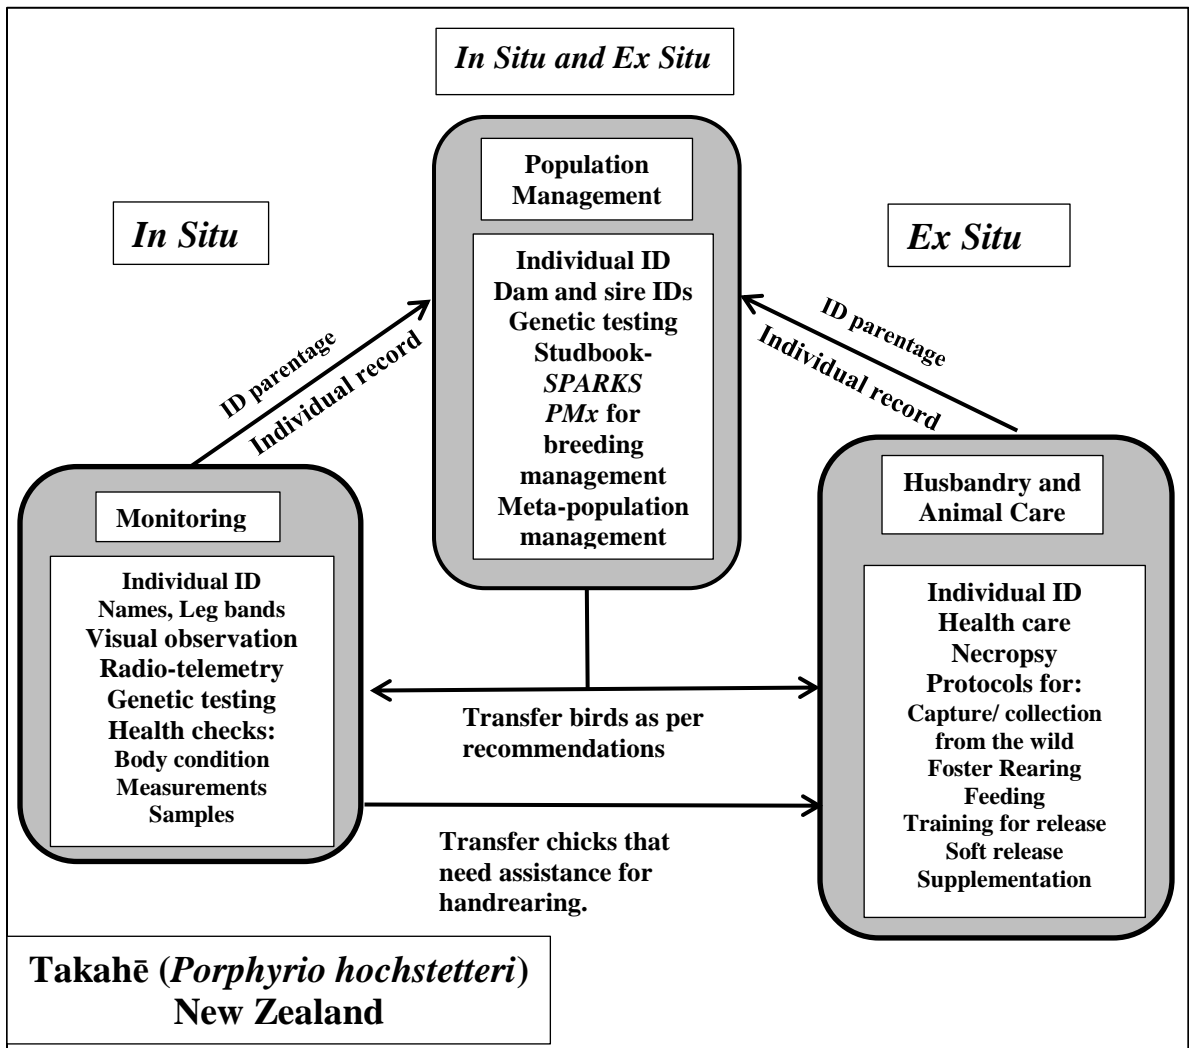 In Situ and Ex Situ
Population
Management
Individual ID
Dam and sire IDs
Genetic testing
Studbook-
SPARKS
PMx for
breeding
management
Meta-population
management
In Situ
Ex Situ
ID parentage
Individual record
ID parentage
Individual record
Monitoring
Individual ID
Names, Leg bands
Visual observation
Radio-telemetry
Genetic testing
Health checks:
Body condition
Measurements
Samples
Husbandry and
Animal Care
Individual ID
Health care
Necropsy
Protocols for:
Capture/ collection
from the wild
Foster Rearing
Feeding
Training for release
Soft release
Supplementation
Transfer birds as per
recommendations
Transfer chicks that
need assistance for
handrearing.
Takahē (Porphyrio hochstetteri)
New Zealand